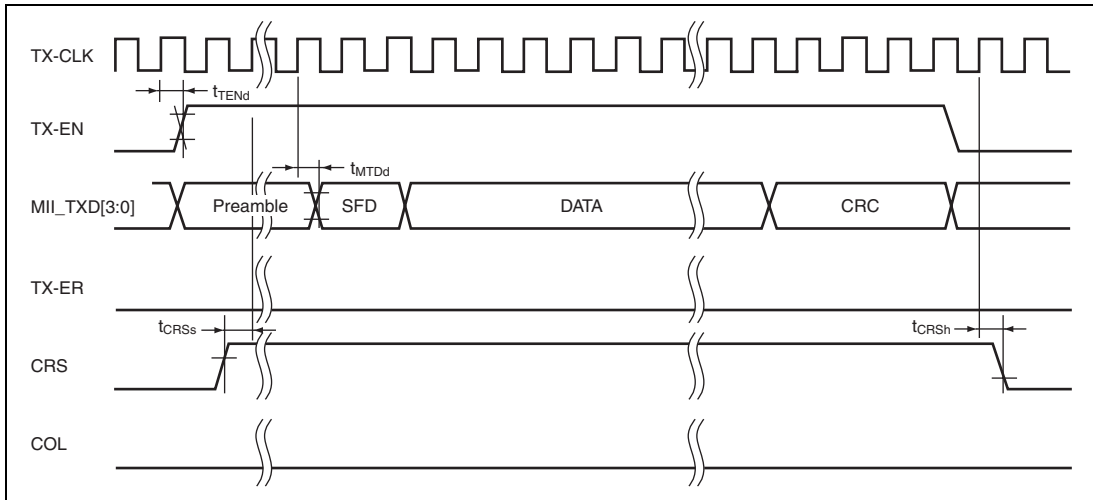 TX-CLK
tTENd
TX-EN
tMTDd
MII_TXD[3:0]
Preamble
SFD
DATA
CRC
TX-ER
tCRSs
tCRSh
CRS
COL